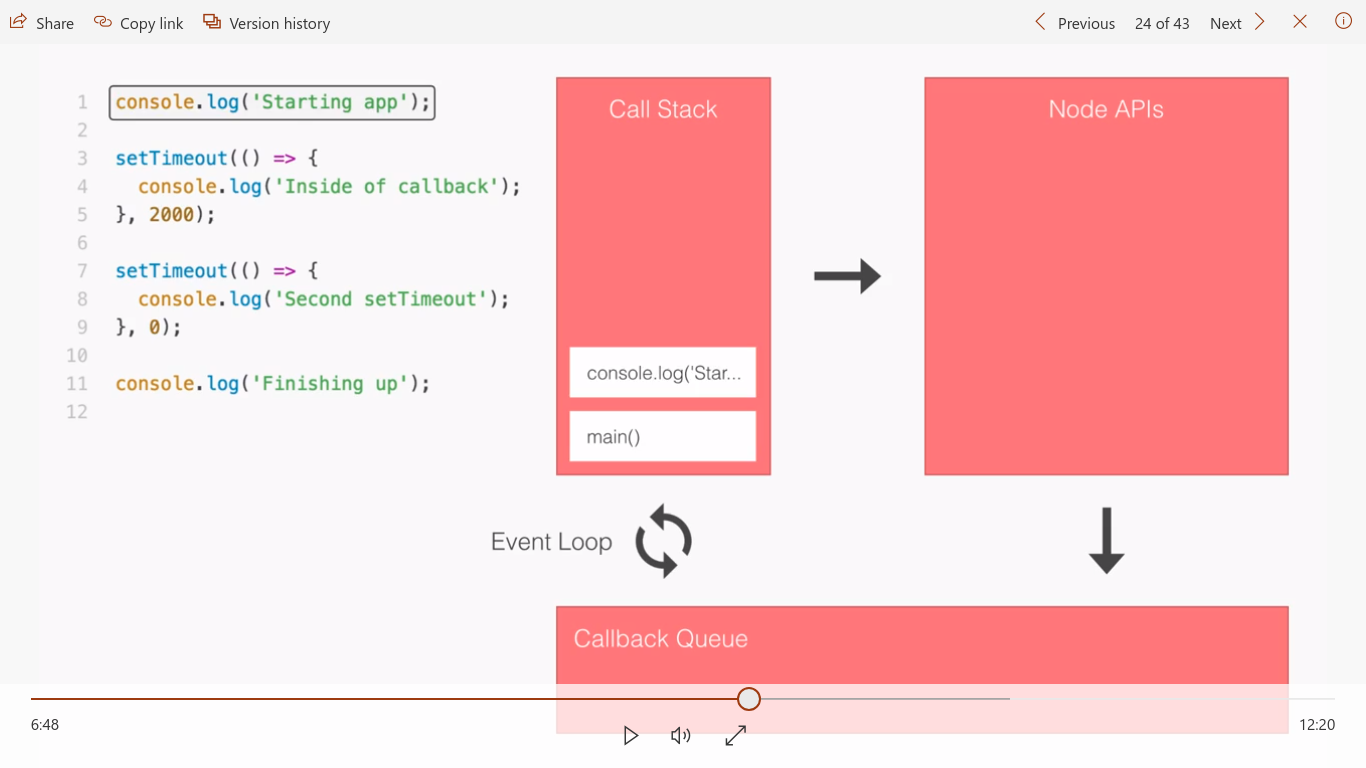 Share Copy link Version history Previous 24 of 43 Next
1 console.log('Starting app');
2
3 setTimeout(() => {
4 console.log('Inside of callback');
5 }, 2000);
6
7 setTimeout(() => {
8 console.log('Second setTimeout');
9 }, 0);
10
11 console.log('Finishing up');
12
Call Stack
console.log('Star...
main()
Node APIs
Event Loop
Callback Queue
6:48 12:20